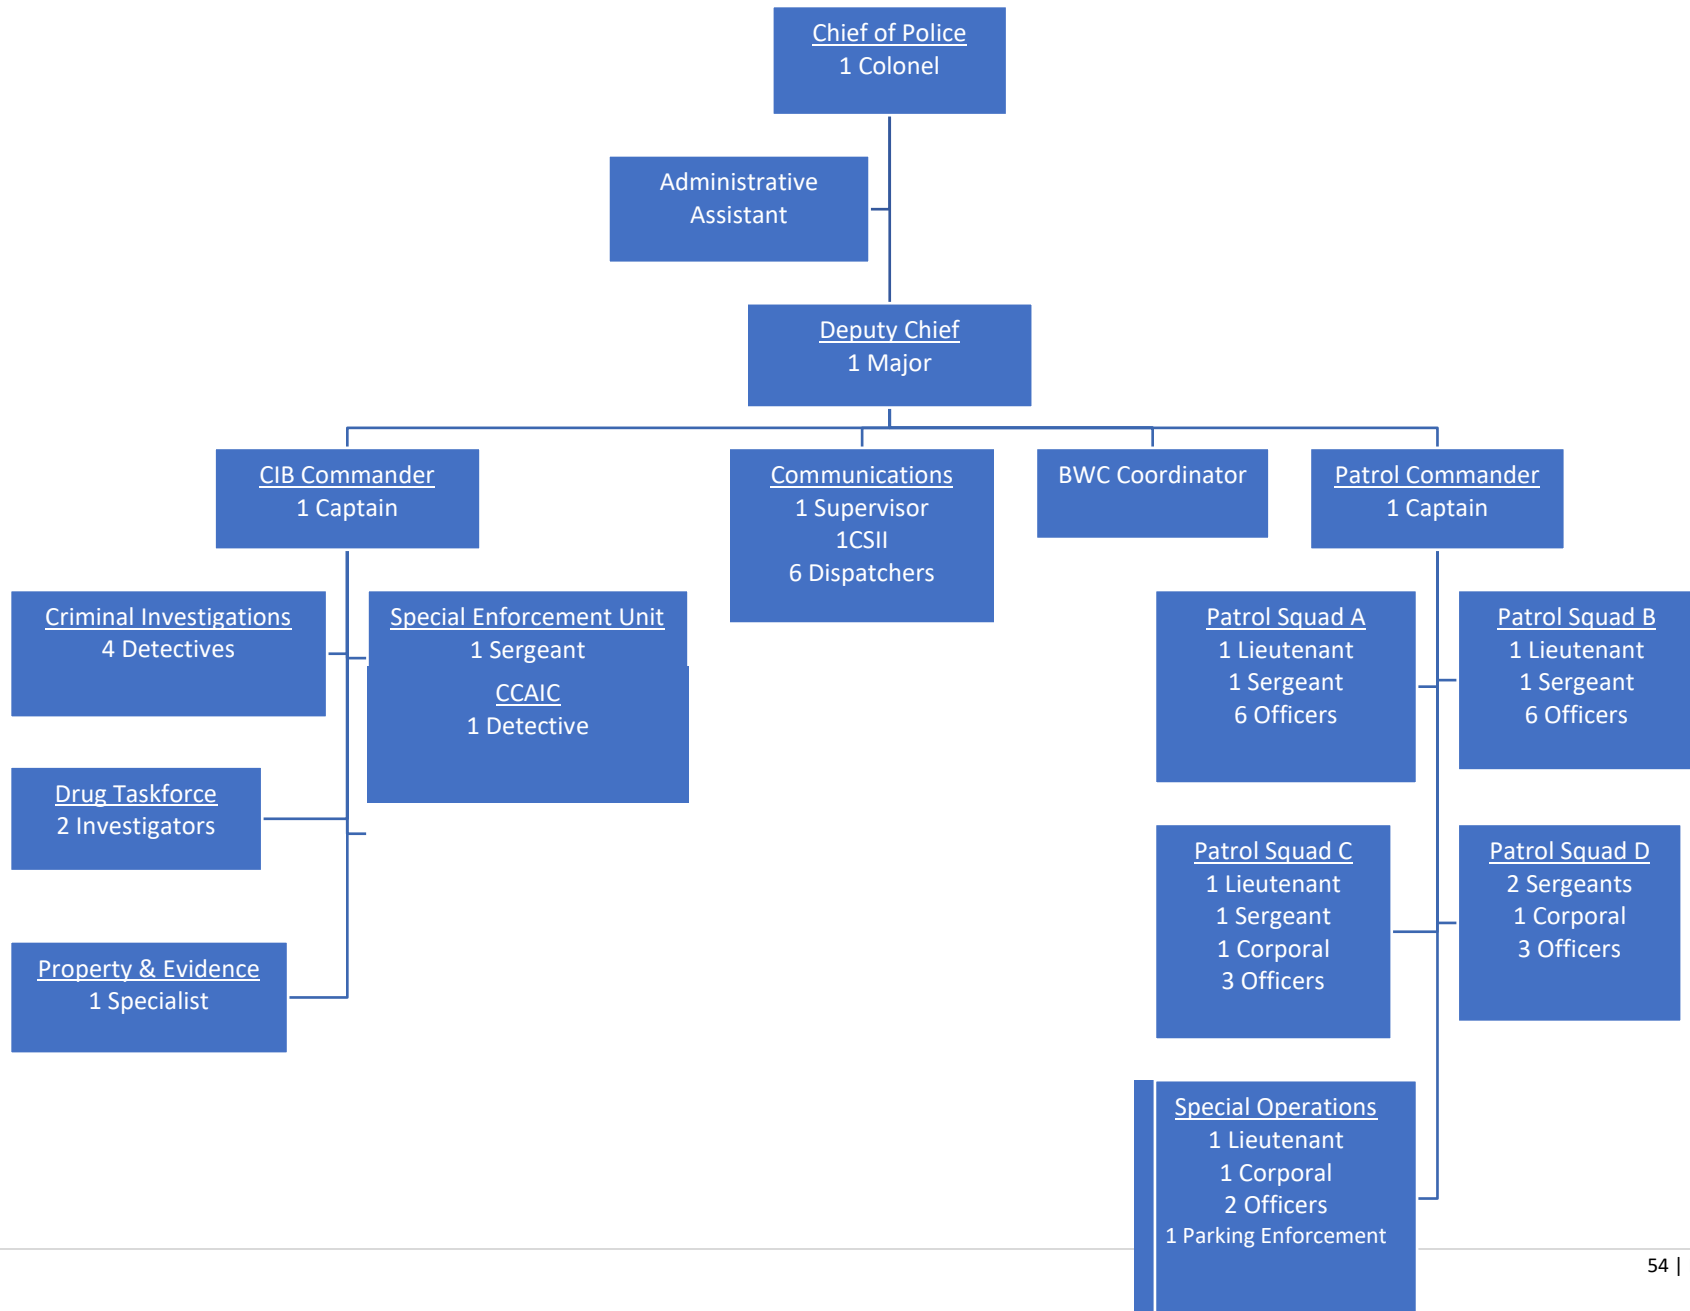 Chief of Police
1 Colonel
Administrative
Assistant
Deputy Chief
1 Major
CIB Commander
1 Captain
Communications
1 Supervisor
1CSII
6 Dispatchers
BWC Coordinator
Patrol Commander
1 Captain
Criminal Investigations
4 Detectives
Special Enforcement Unit
1 Sergeant
CCAIC
1 Detective
Drug Taskforce
2 Investigators
Property & Evidence
1 Specialist
Patrol Squad A
1 Lieutenant
1 Sergeant
6 Officers
Patrol Squad B
1 Lieutenant
1 Sergeant
6 Officers
Patrol Squad C
1 Lieutenant
1 Sergeant
1 Corporal
3 Officers
Patrol Squad D
2 Sergeants
1 Corporal
3 Officers
Special Operations
1 Lieutenant
1 Corporal
2 Officers
1 Parking Enforcement
54 |